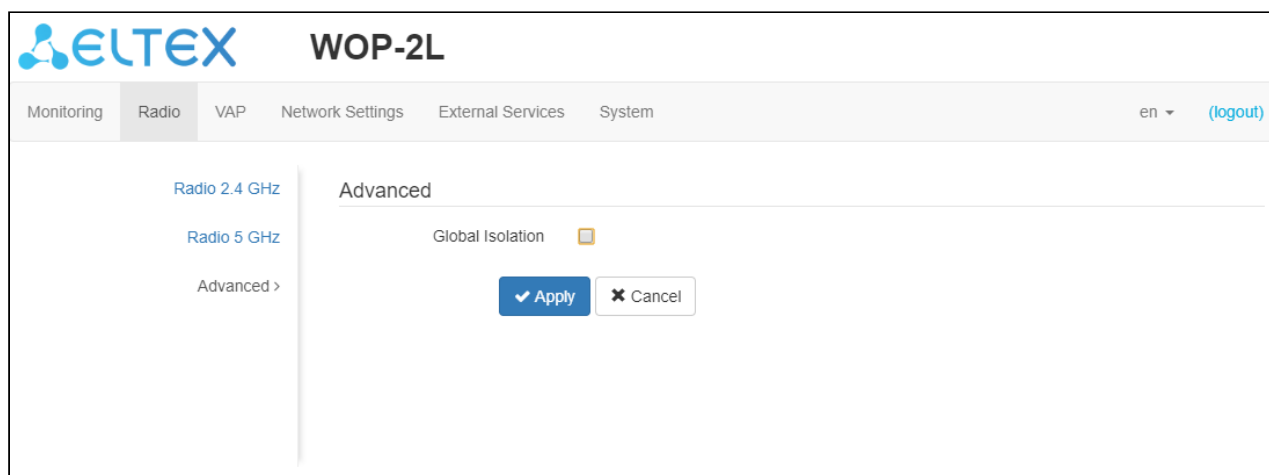 ELTEX WOP-2L
Monitoring Radio VAP Network Settings External Services System en (logout)
Radio 2.4 GHz
Radio 5 GHz
Advanced >
Advanced
Global Isolation
Apply Cancel